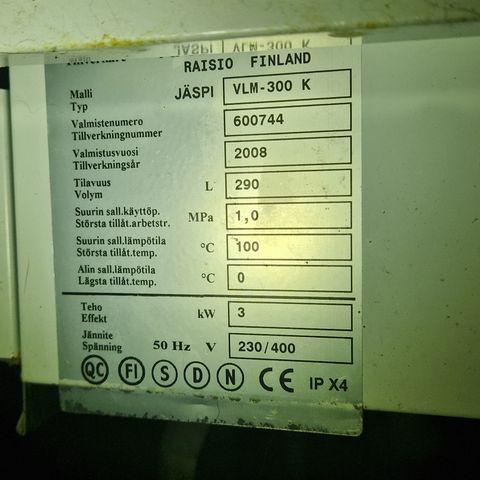 RAISIO FINLAND
Malli
Typ
JÄSPI VLM-300 K
Valmistenumero
Tillverkningnummer
600744
Valmistusvuosi
Tillverkningsår
2008
Tilavuus
Volym
L 290
Suurin sall.käyttöp.
Största tillåt.arbetstr.
MPa 1,0
Suurin sall.lämpötila
Största tillåt.temp.
°C 100
Alin sall.lämpötila
Lägsta tillåt.temp.
°C 0
Teho
Effekt
kW 3
Jännite
Spänning
50 Hz V 230/400
QC FI S D N CE IP X4